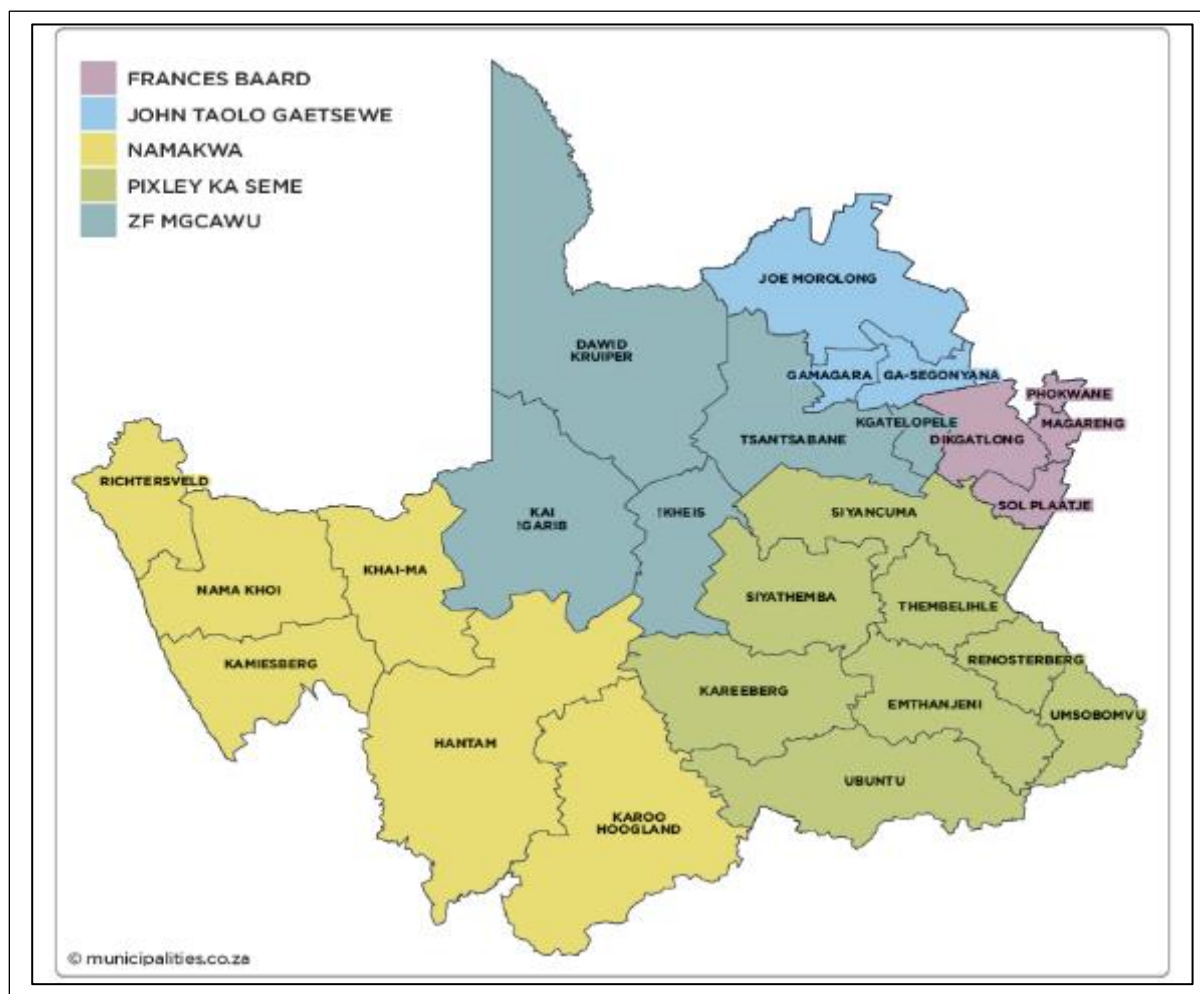 FRANCES BAARD
JOHN TAOLO GAETSEWE
NAMAKWA
PIXLEY KA SEME
ZF MGCAWU
JOE MOROLONG
DAWID
KRUIPER
GAMAGARA
GA-SEGONYANA
PHOKWANE
KGATELOPELE
MAGARENG
TSANTSABANE
DIKGATLONG
RICHTERSVELD
SOL PLAATJE
KAI
!GARIB
!KHEIS
SIYANCUMA
KHAI-MA
NAMA KHOI
SIYATHEMBA
THEMBELIHLE
KAMIESBERG
RENOSTERBERG
KAREEBERG
EMTHANJENI
UMSOBOMVU
HANTAM
UBUNTU
KAROO
HOOGLAND
© municipalities.co.za